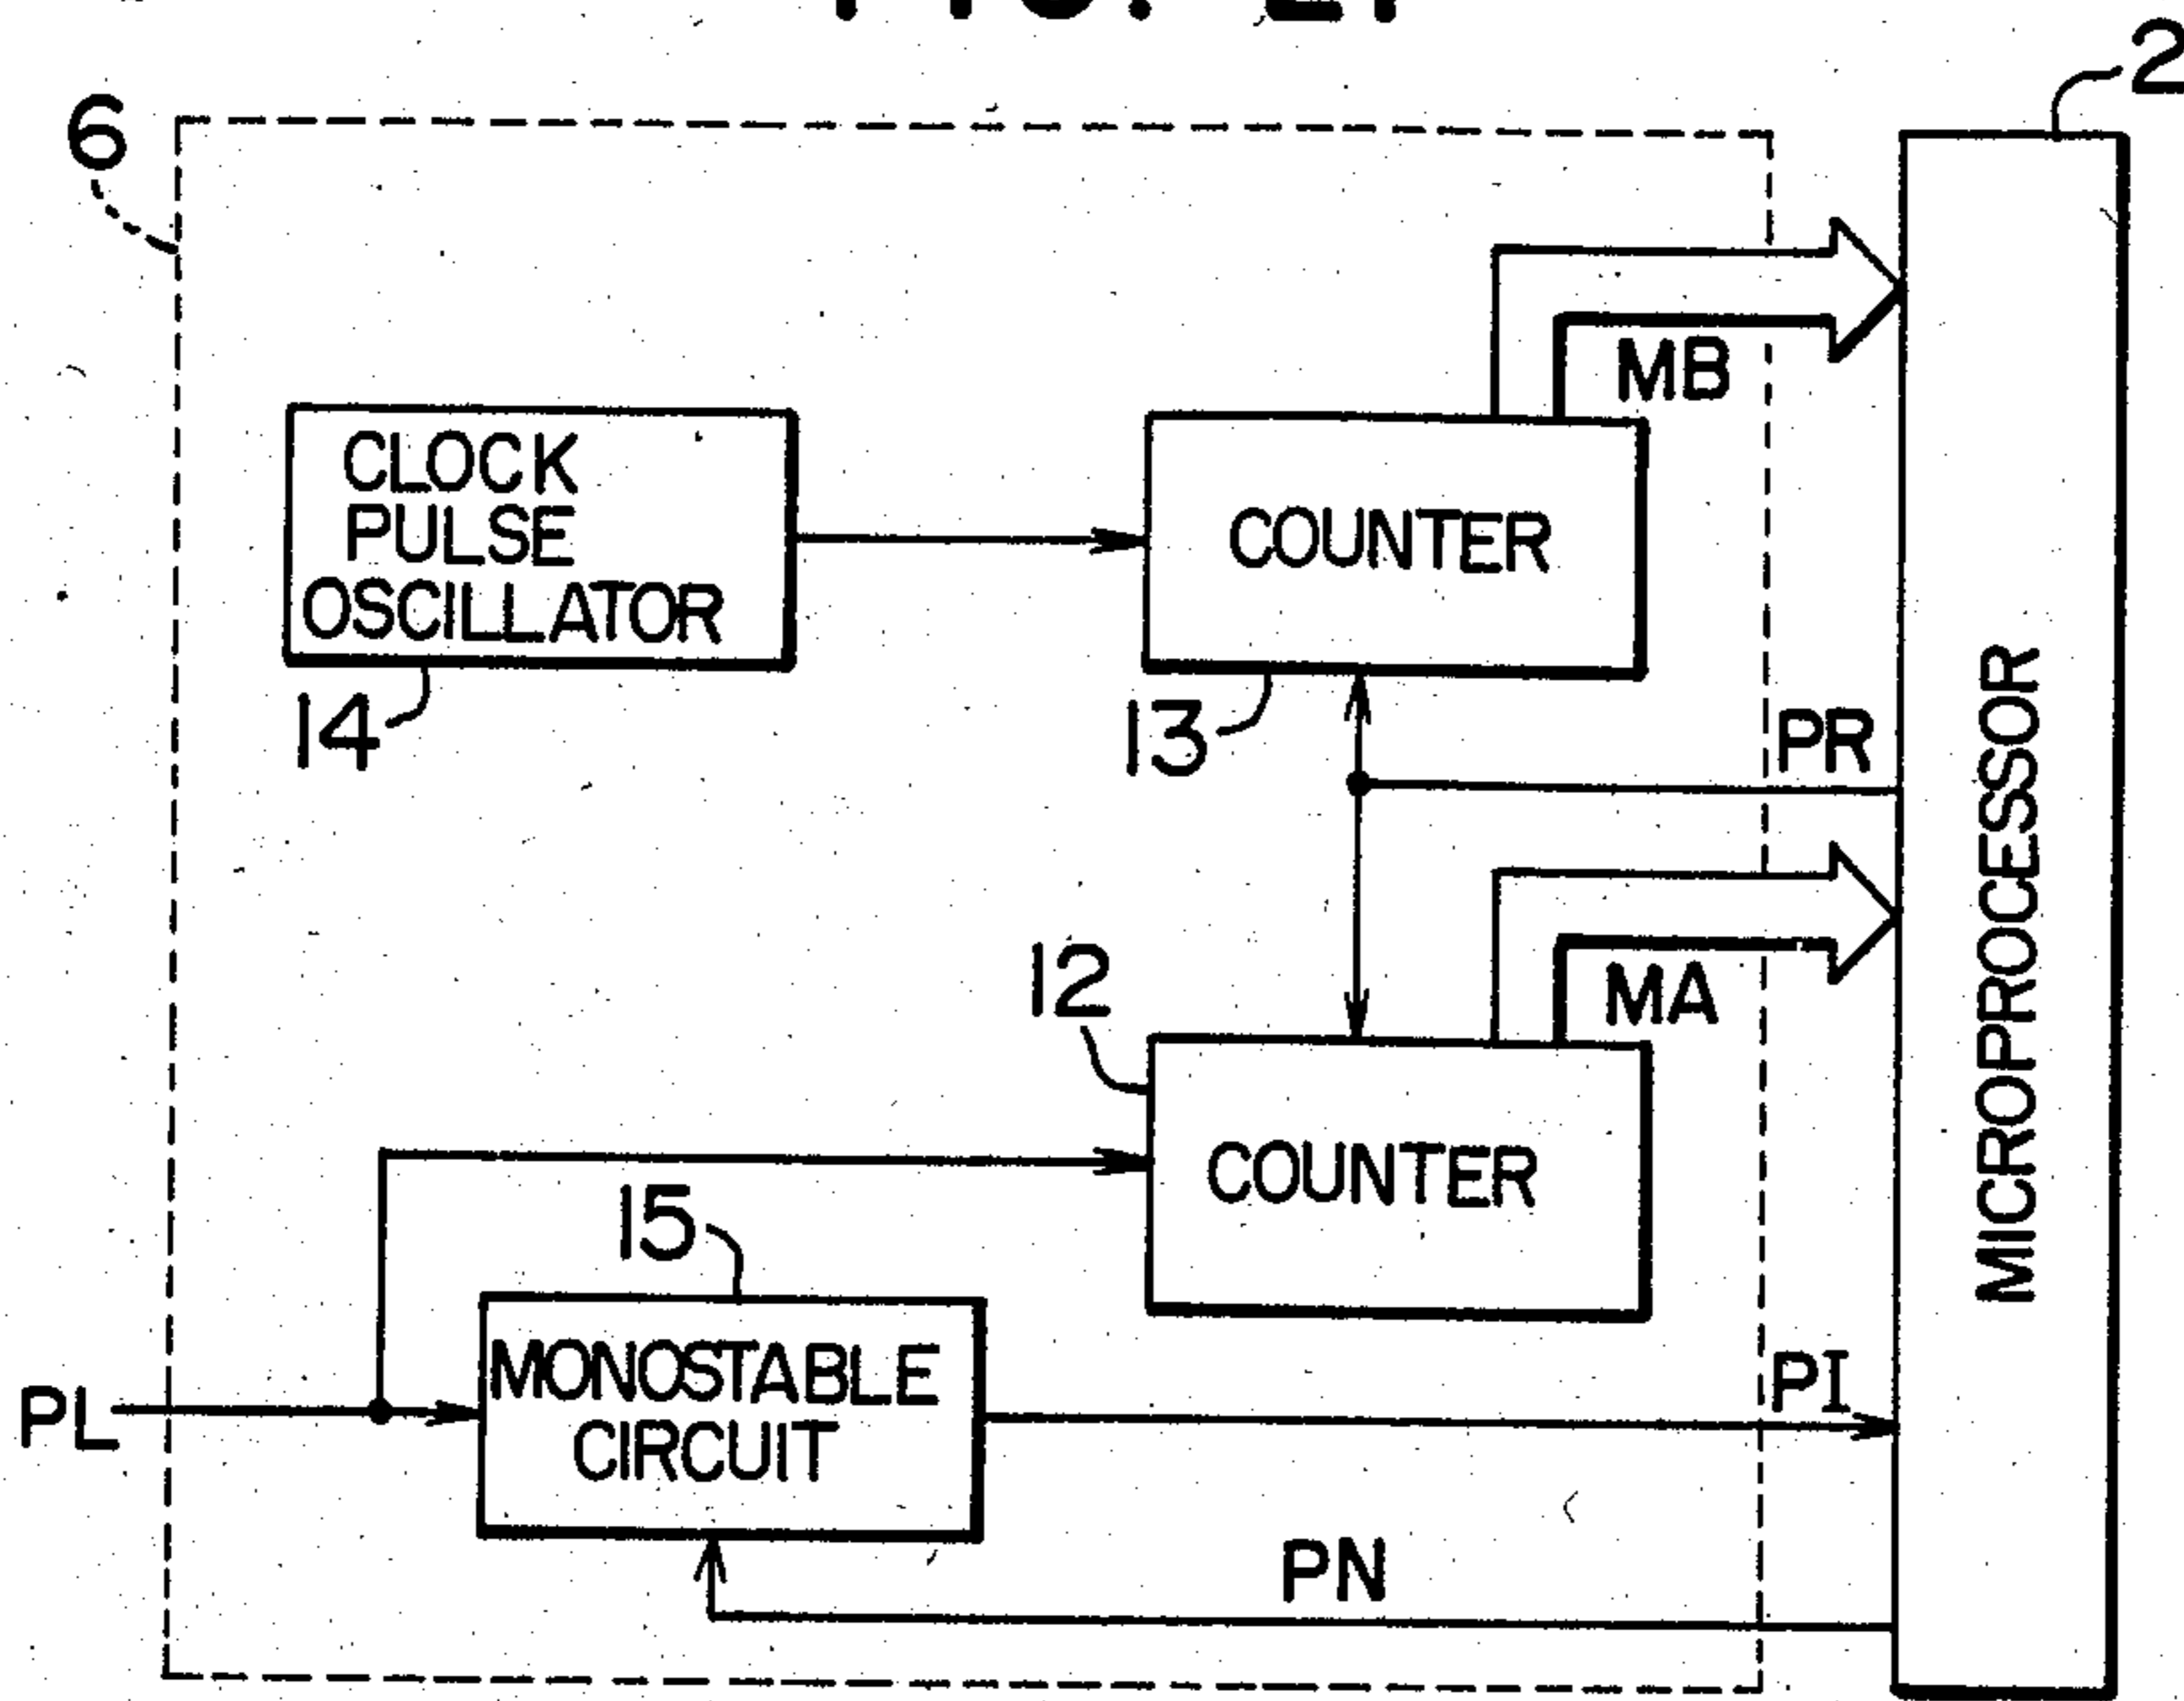 2
6
MB
CLOCK
PULSE
OSCILLATOR
COUNTER
14
13
PR
MICROPROCESSOR
12
MA
COUNTER
15
MONOSTABLE
CIRCUIT
PL
PI
PN